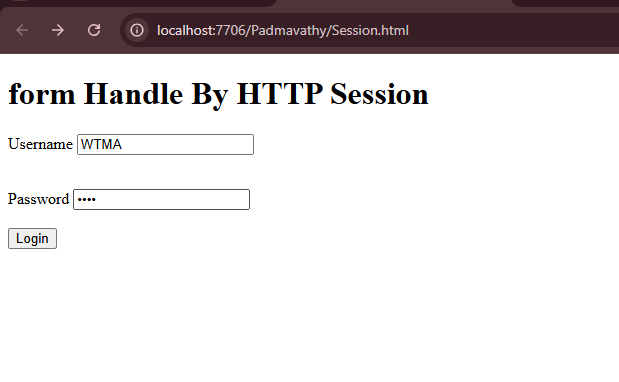 localhost:7706/Padmavathy/Session.html
form Handle By HTTP Session
Username WTMA
Password ••••
Login